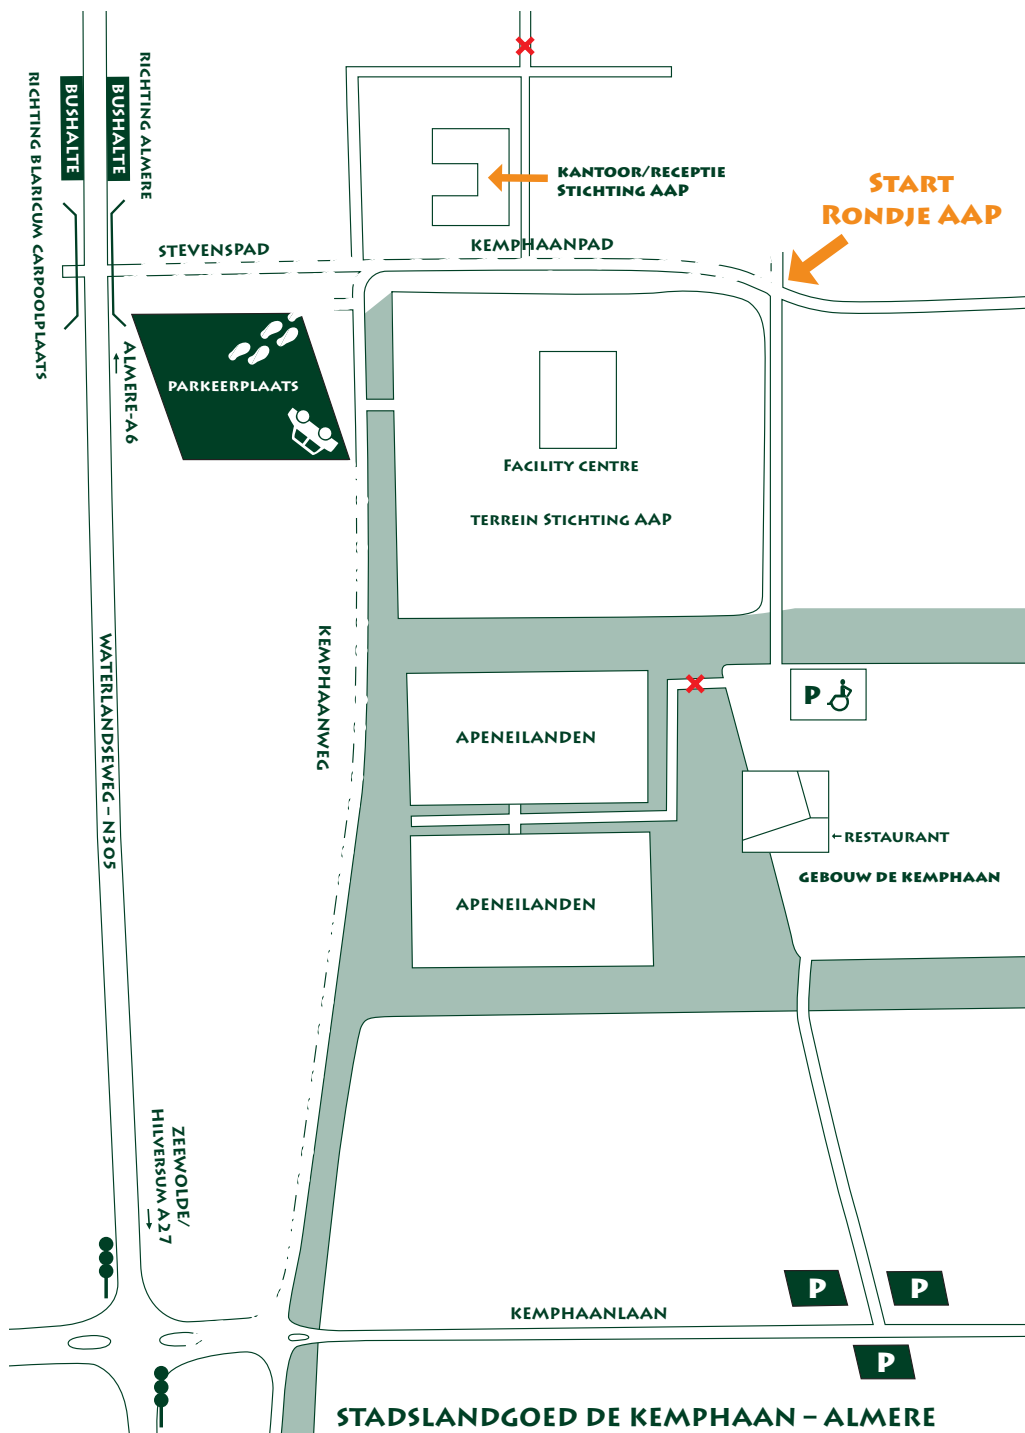 RICHTING ALMERE
BUSHALTE
BUSHALTE
RICHTING BLARICUM CARPOOLPLAATS
KANTOOR/RECEPTIE
STICHTING AAP
START
RONDJE AAP
STEVENSPAD
KEMPHAANPAD
ALMERE-A6
PARKEERPLAATS
FACILITY CENTRE
TERREIN STICHTING AAP
KEMPHAANWEG
WATERLANDSEWEG – N305
P
APENEILANDEN
RESTAURANT
GEBOUW DE KEMPHAAN
APENEILANDEN
ZEEWOLDE/
HILVERSUM A27
P
P
KEMPHAANLAAN
P
STADSLANDGOED DE KEMPHAAN – ALMERE